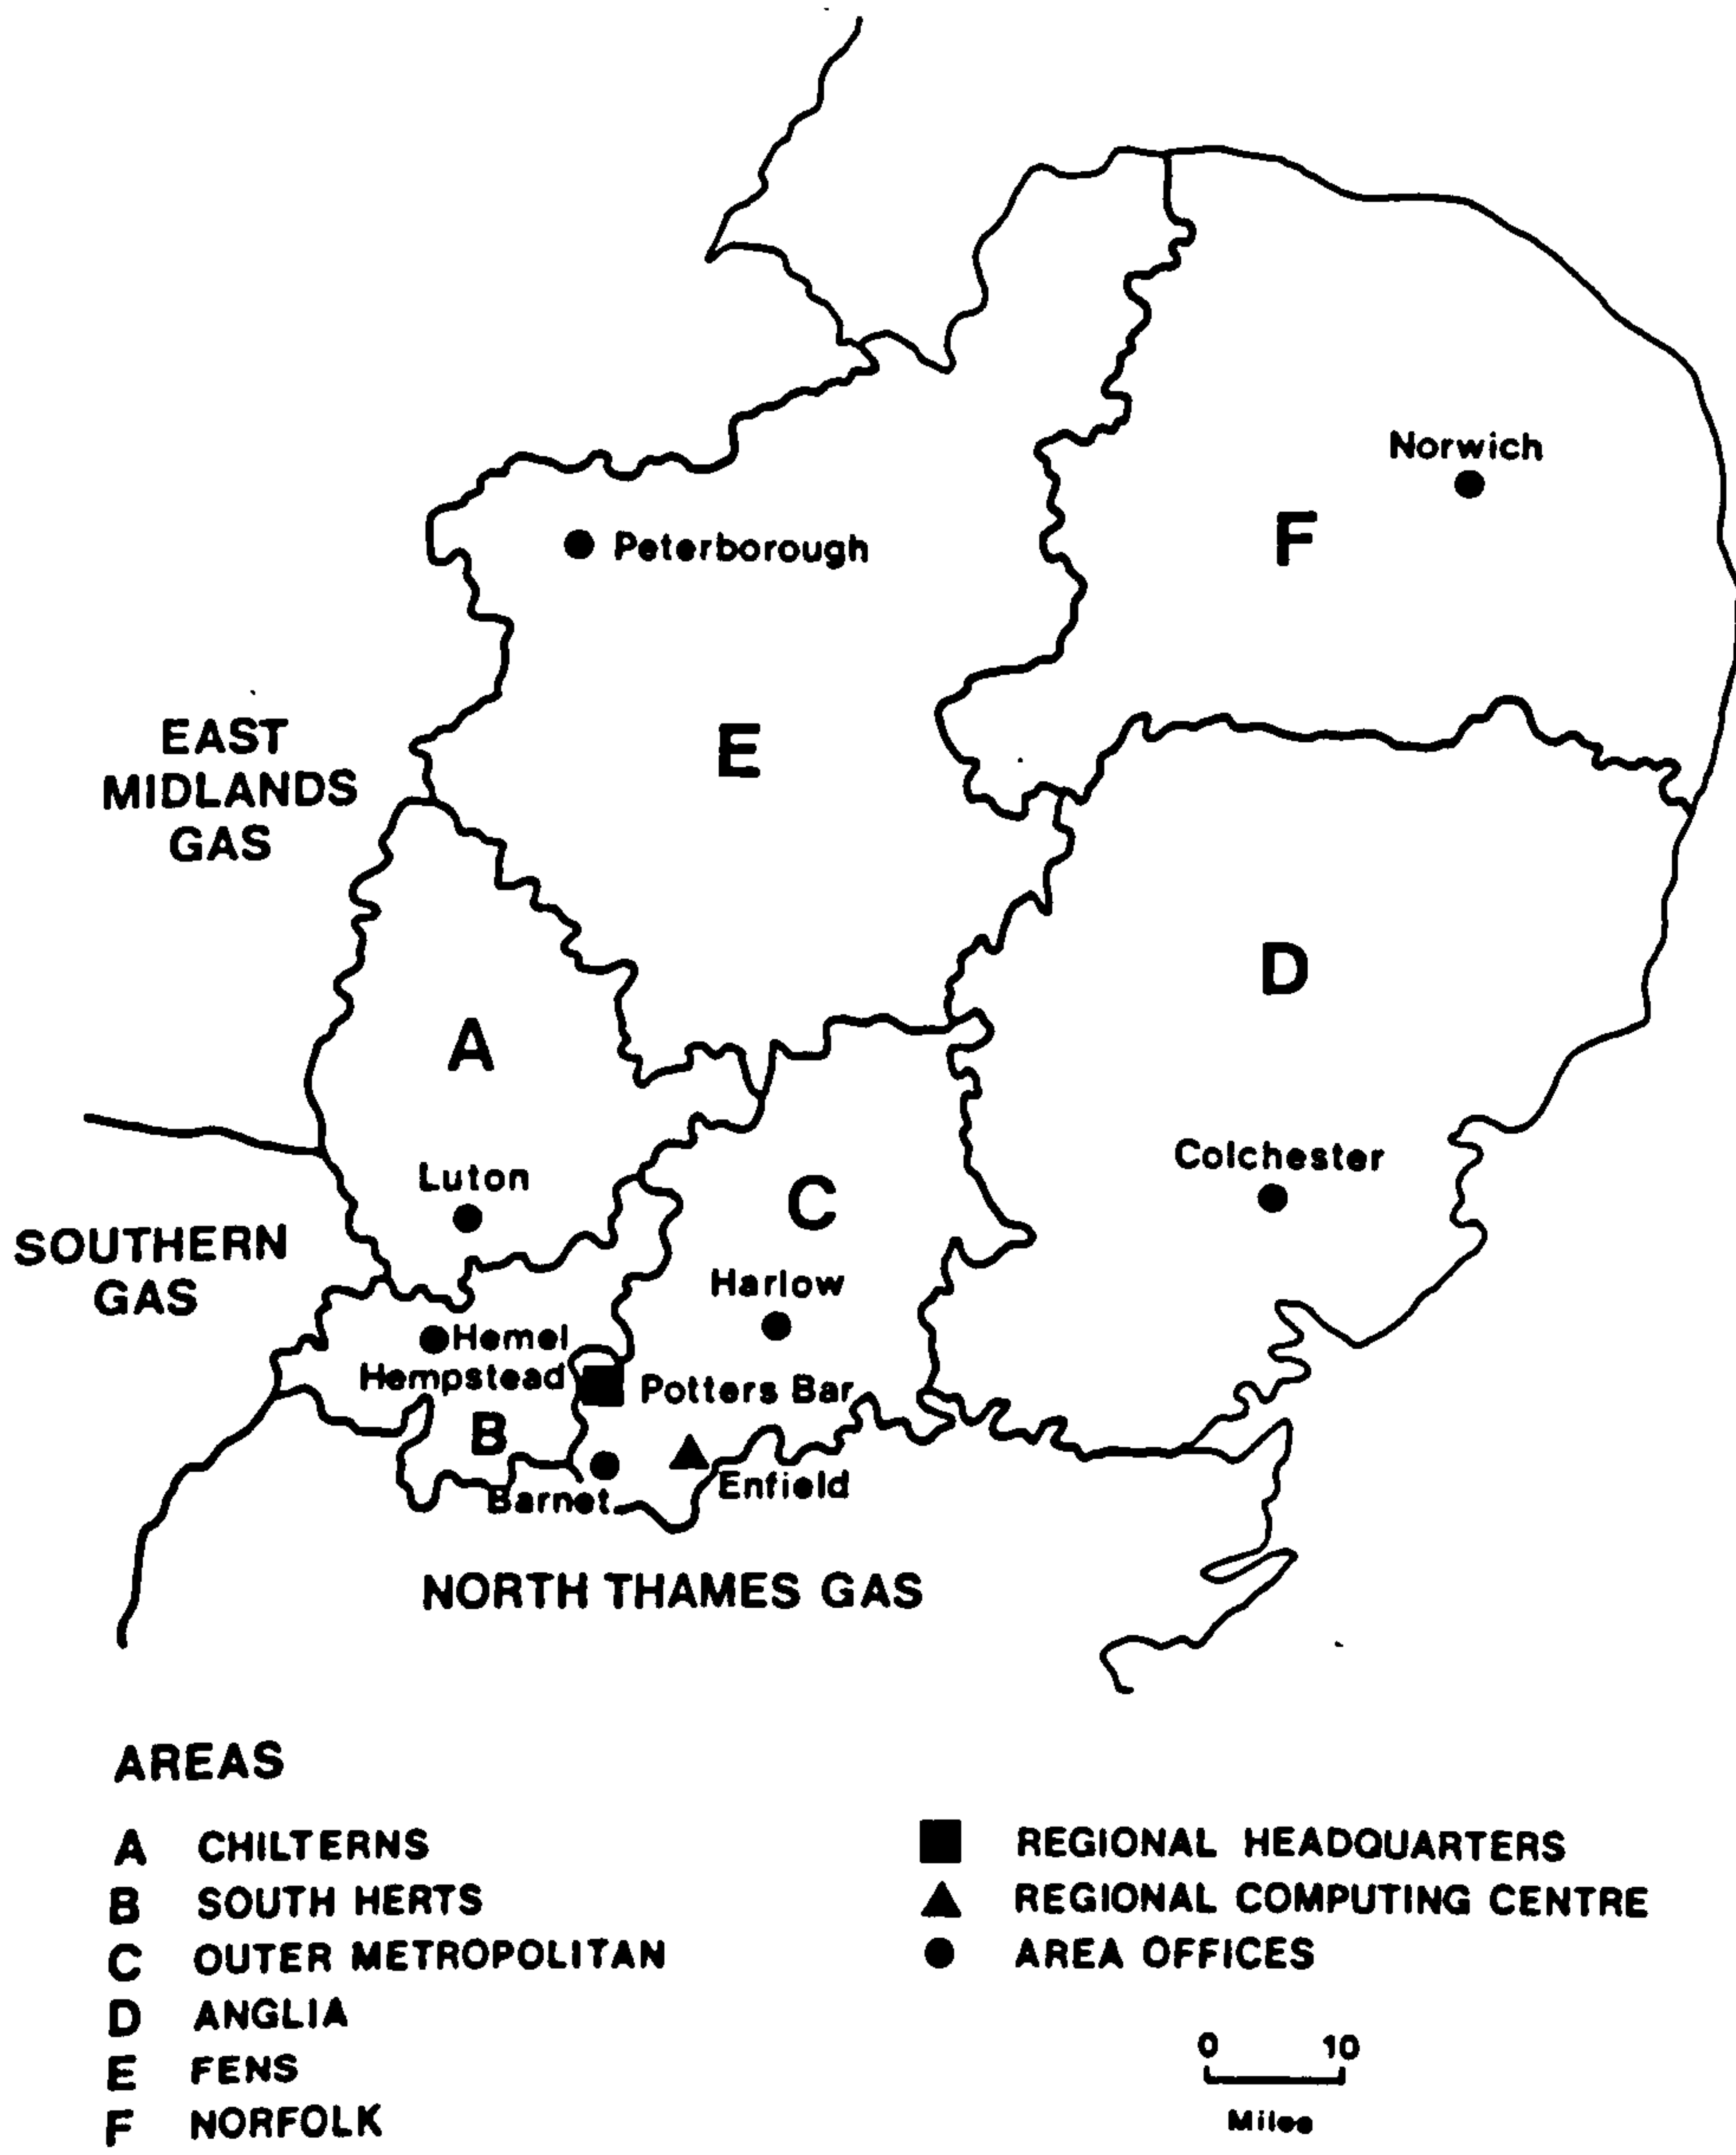 Norwich
F
Peterborough
E
EAST
MIDLANDS
GAS
D
A
Colchester
Luton
C
SOUTHERN
GAS
Harlow
Hemel
Hempstead
Potters Bar
B
Enfield
Barnet
NORTH THAMES GAS
AREAS
A CHILTERNS
B SOUTH HERTS
C OUTER METROPOLITAN
D ANGLIA
E FENS
F NORFOLK
REGIONAL HEADQUARTERS
REGIONAL COMPUTING CENTRE
AREA OFFICES
0 10
Miles